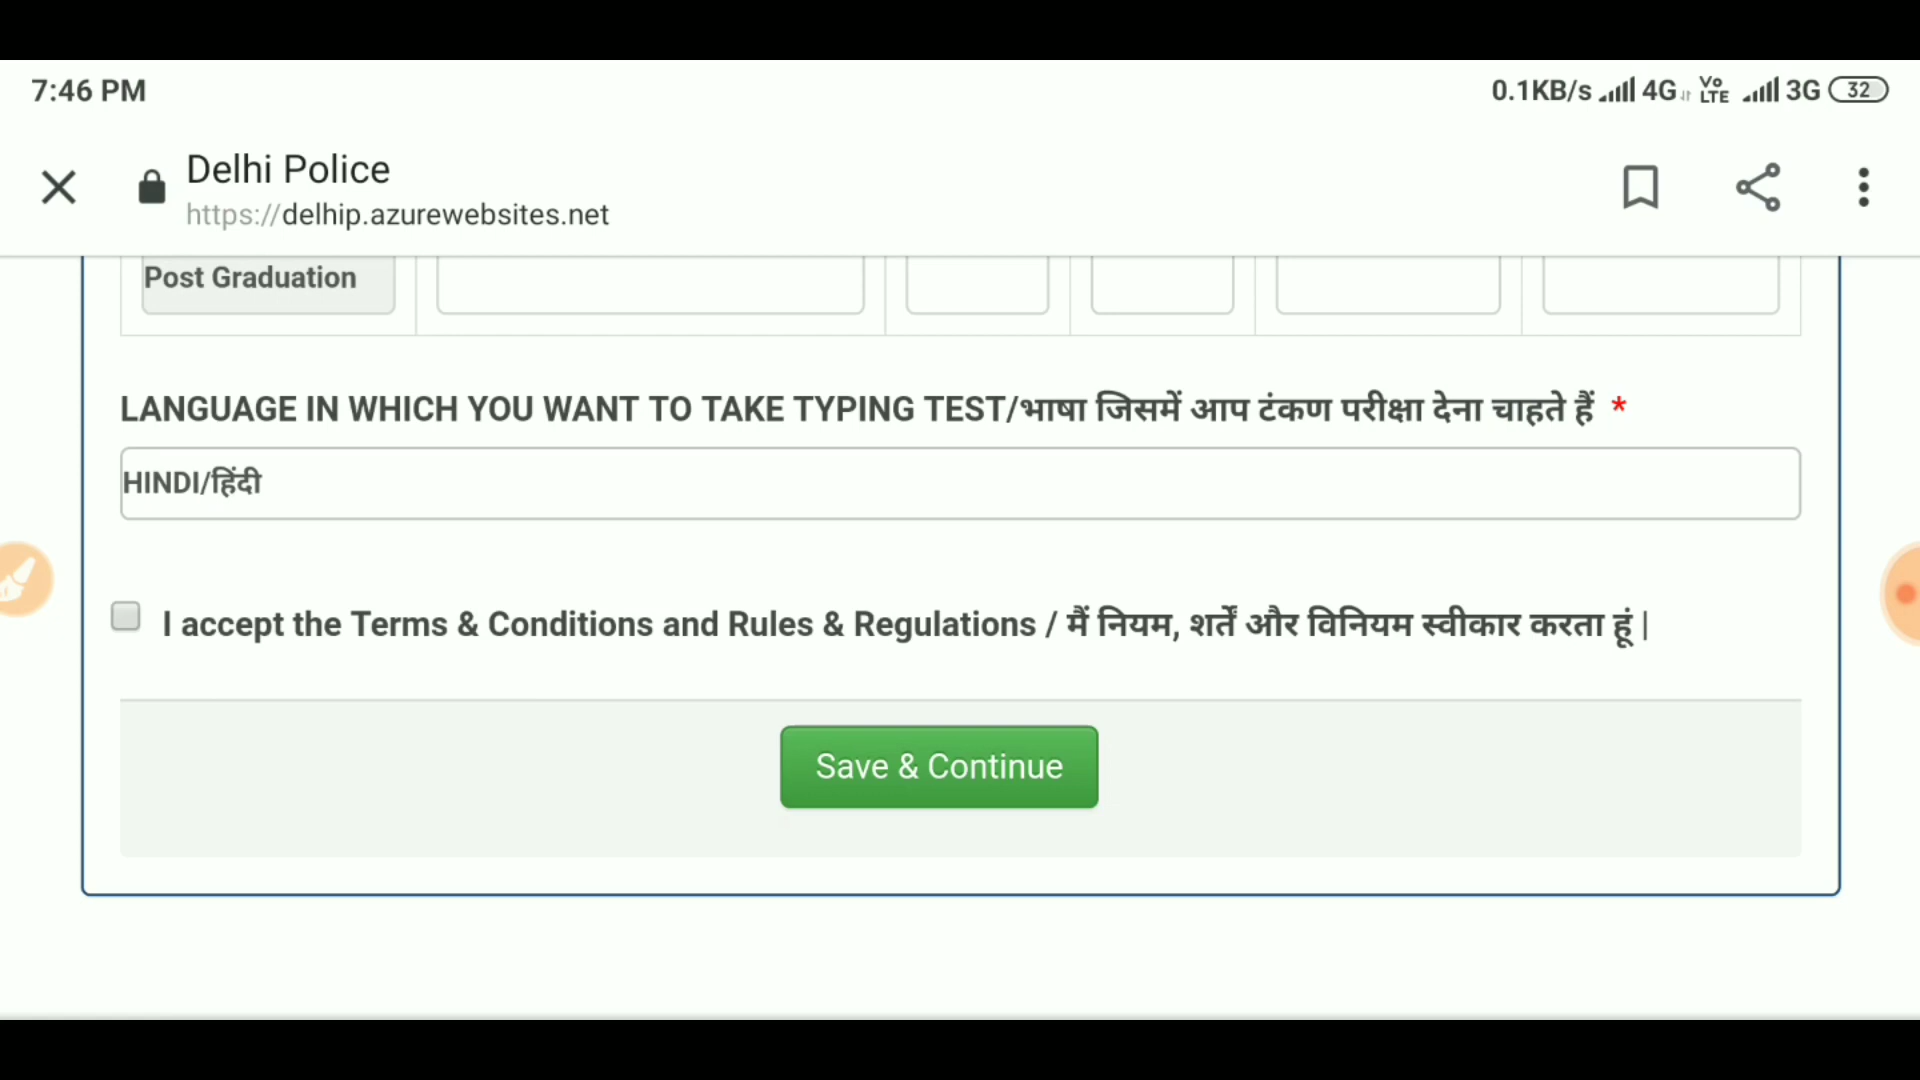 7:46 PM
0.1KB/s 4G Vo LTE 3G 32
Delhi Police
https://delhip.azurewebsites.net
Post Graduation
LANGUAGE IN WHICH YOU WANT TO TAKE TYPING TEST/भाषा जिसमें आप टंकण परीक्षा देना चाहते हैं *
HINDI/हिंदी
I accept the Terms & Conditions and Rules & Regulations / मैं नियम, शर्तें और विनियम स्वीकार करता हूं |
Save & Continue